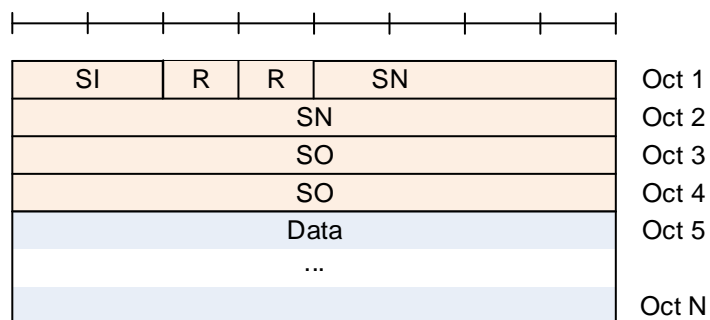 SI R R SN Oct 1
SN Oct 2
SO Oct 3
SO Oct 4
Data Oct 5
...
Oct N